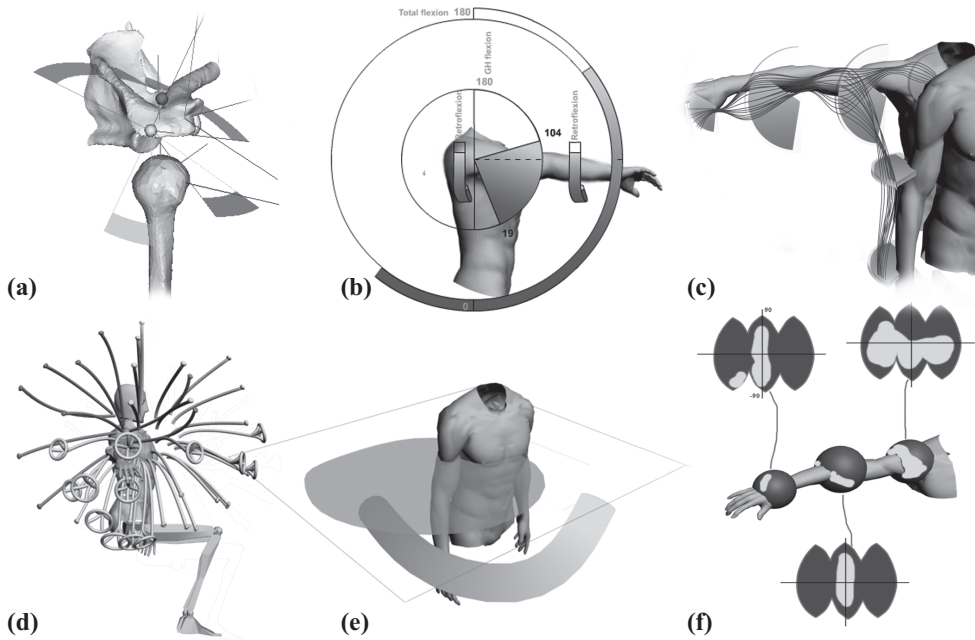 Total flexion 180
GH flexion
180
Retroflexion
Retroflexion
104
19
0
(a)
(b)
(c)
90
-90
(d)
(e)
(f)